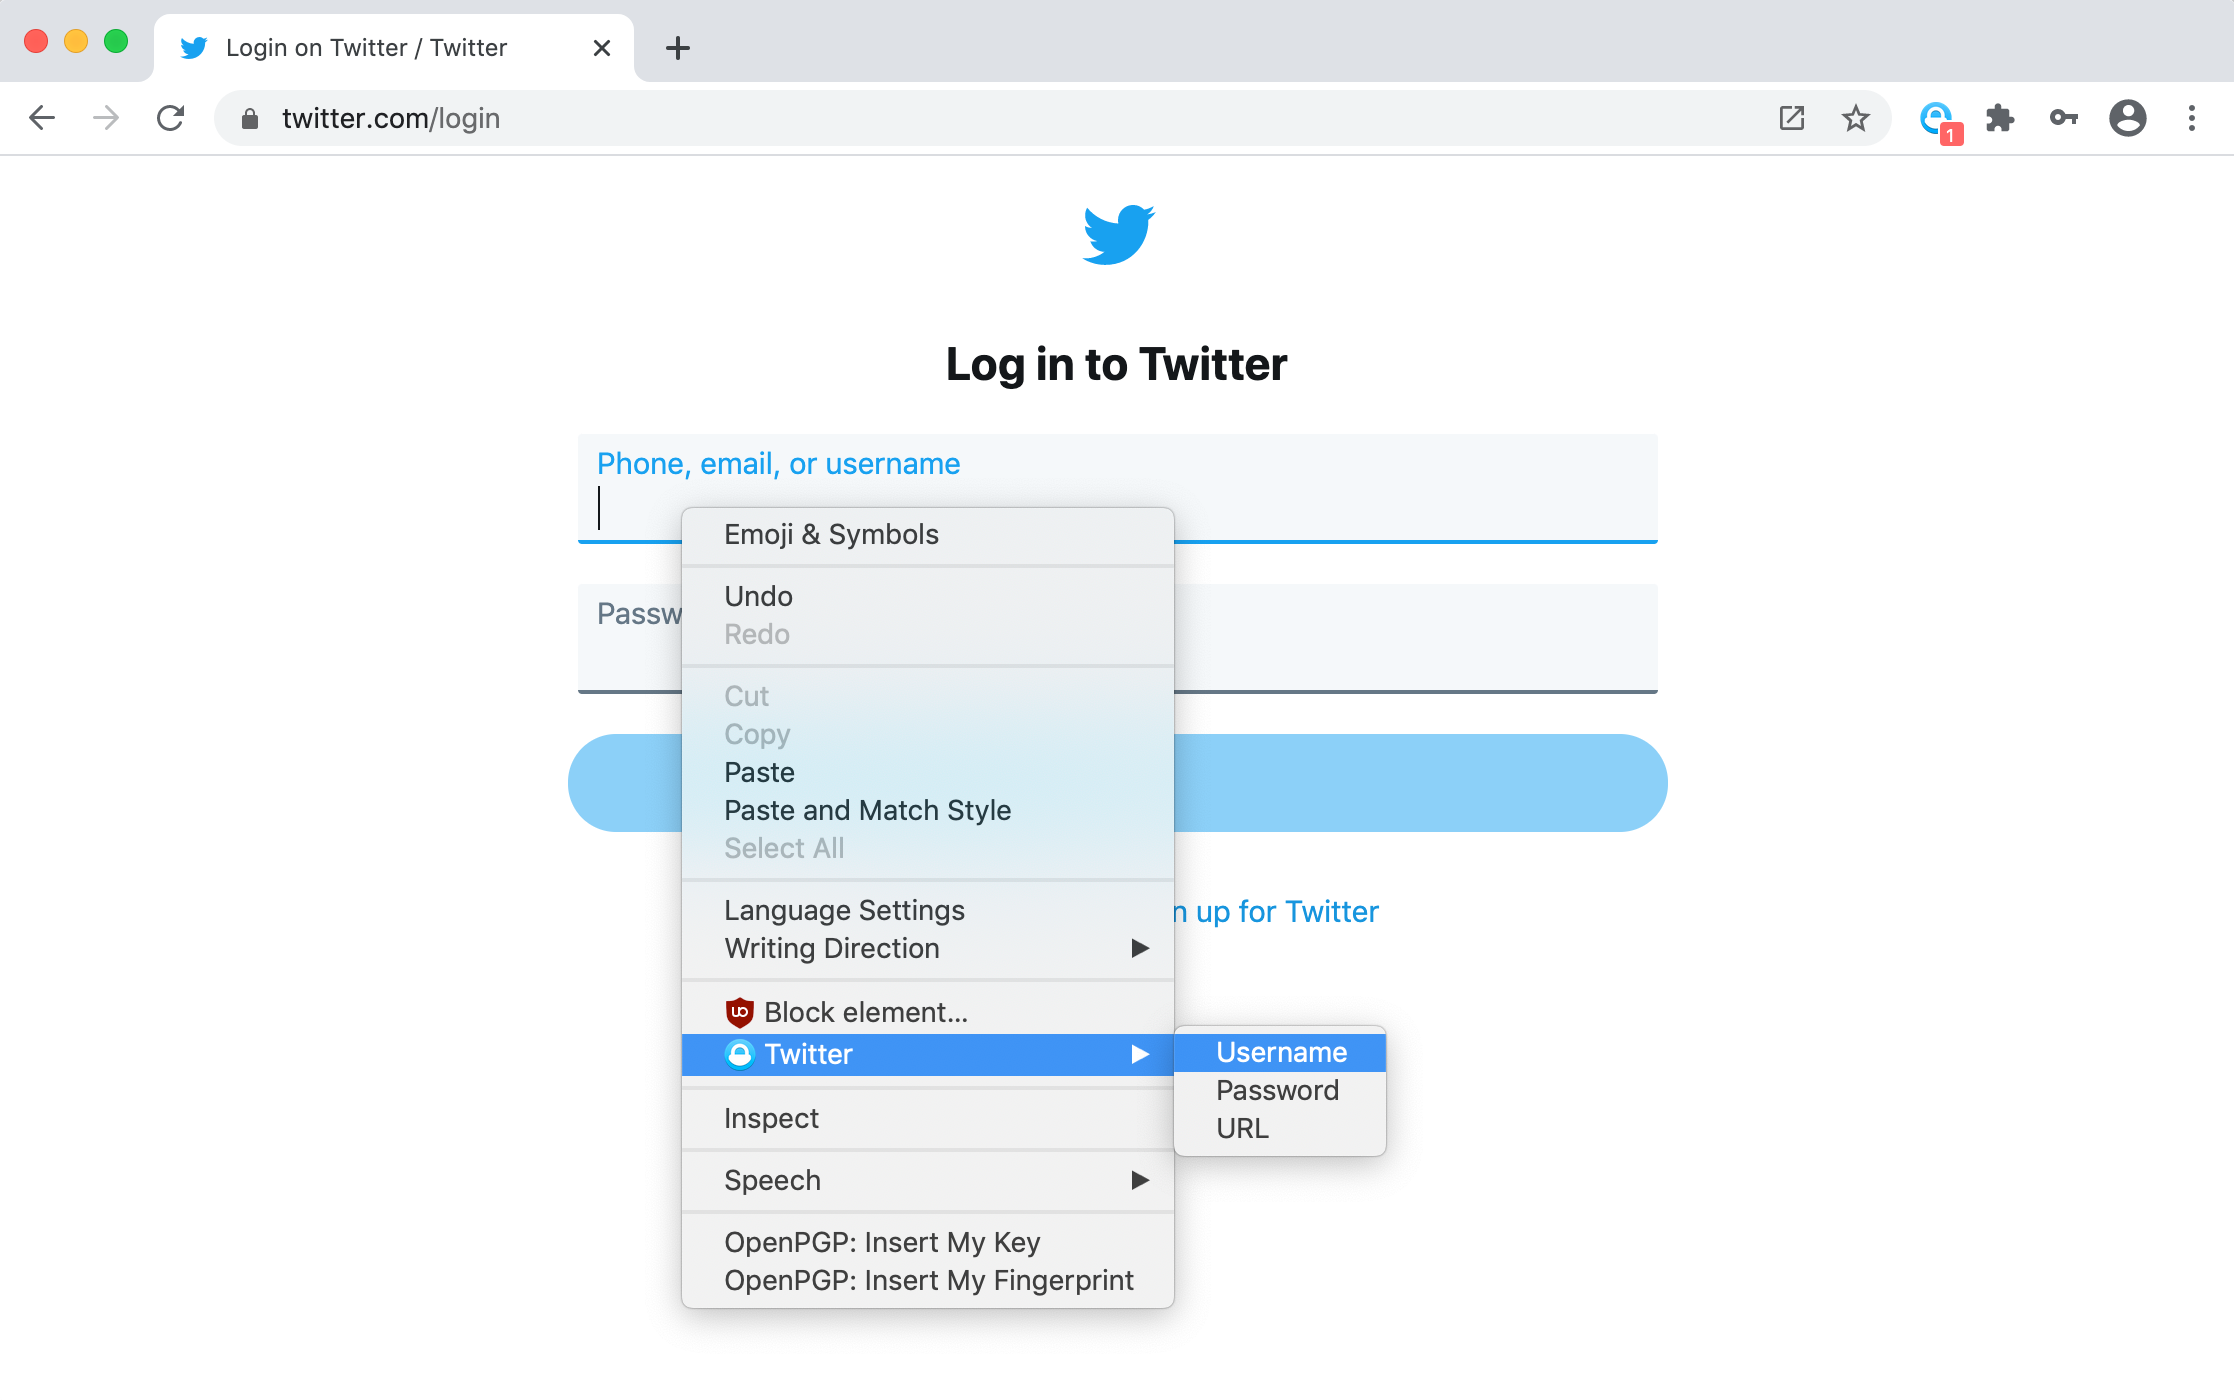 Login on Twitter / Twitter
twitter.com/login
1
Log in to Twitter
Phone, email, or username
Emoji & Symbols
Undo
Passw
Redo
Cut
Copy
Paste
Paste and Match Style
Select All
Language Settings
n up for Twitter
Writing Direction
Block element...
Twitter
Username
Password
URL
Inspect
Speech
OpenPGP: Insert My Key
OpenPGP: Insert My Fingerprint